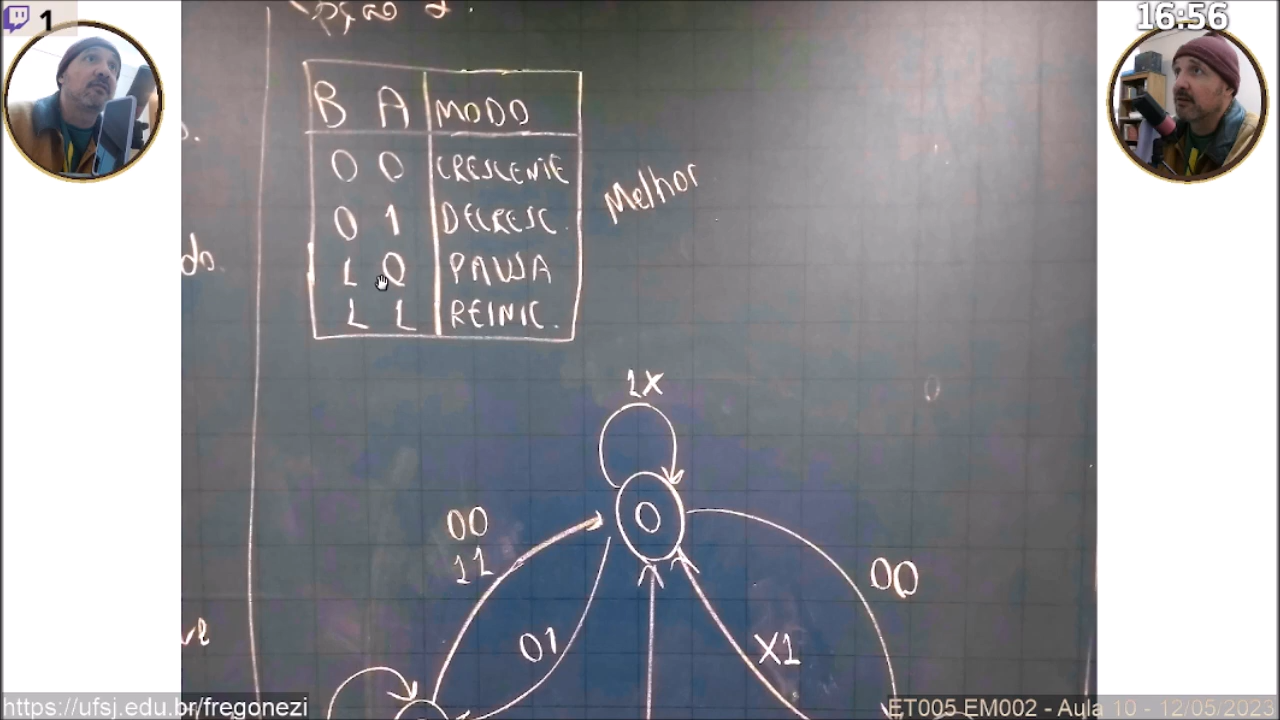 1
16:56
B A MODO
0 0 CRESCENTE
0 1 DECRESC.
1 0 PAUSA
1 1 REINIC.
Melhor
do.
1X
0
00
11
00
01
X1
https://ufsj.edu.br/fregonezi
ET005 EM002 - Aula 10 - 12/05/2023